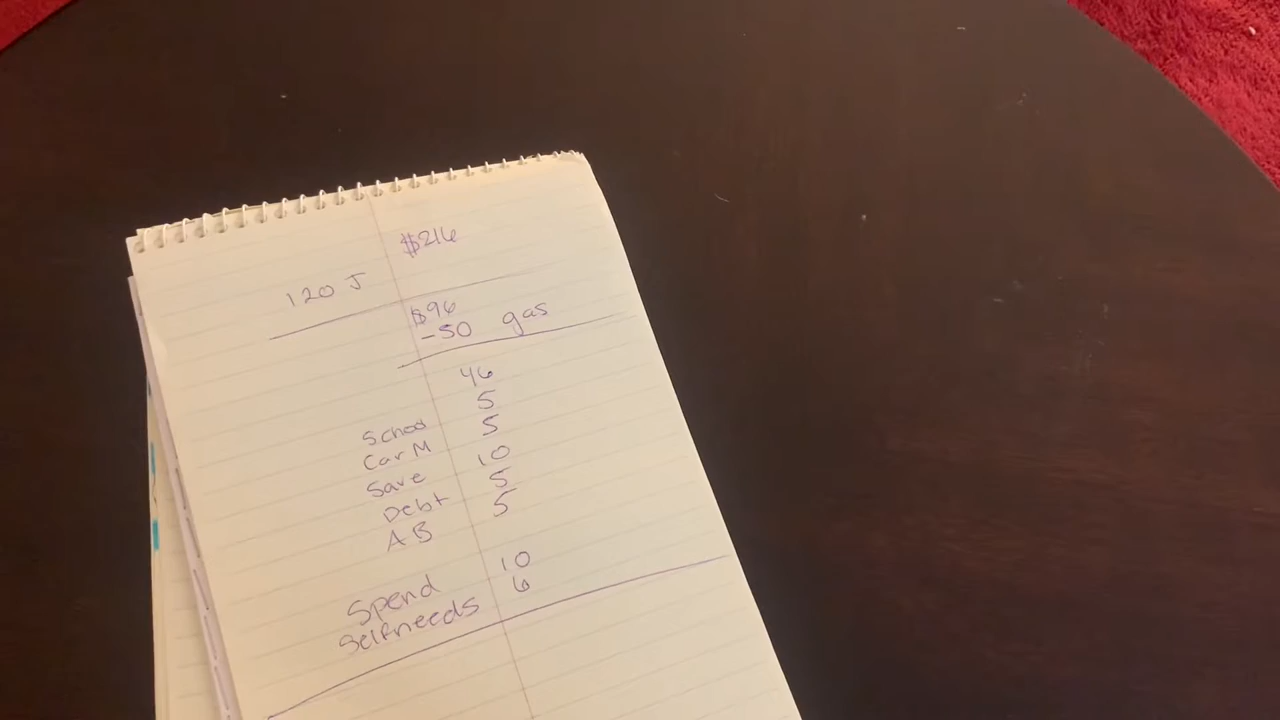 $216
120 J
$96
-50 gas
46
School 5
Car M 5
Save 10
Debt 5
AB 5
Spend 10
Selfneeds 6